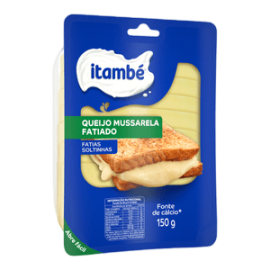 itambé
QUEIJO MUSSARELA
FATIADO
FATIAS
SOLTINHAS
Fonte
de cálcio*
150 g
Abre Fácil